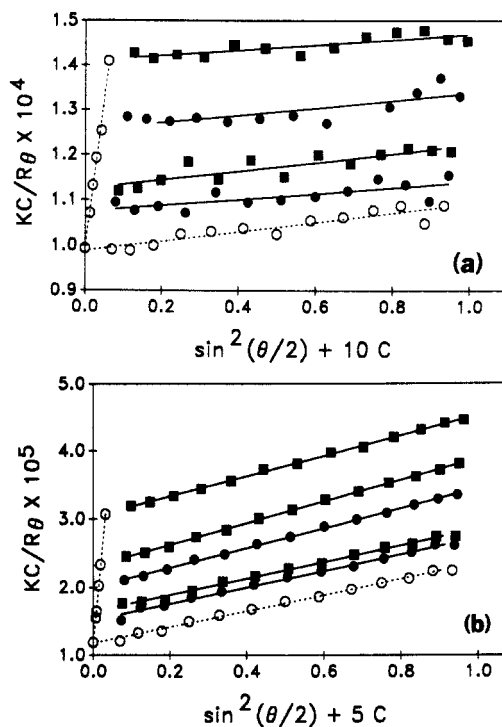 KC/Rθ X 10⁴
1.5
1.4
1.3
1.2
1.1
1.0
0.9
0.0 0.2 0.4 0.6 0.8 1.0
(a)
sin² (θ/2) + 10 C
KC/Rθ X 10⁵
5.0
4.0
3.0
2.0
1.0
0.0 0.2 0.4 0.6 0.8 1.0
(b)
sin² (θ/2) + 5 C